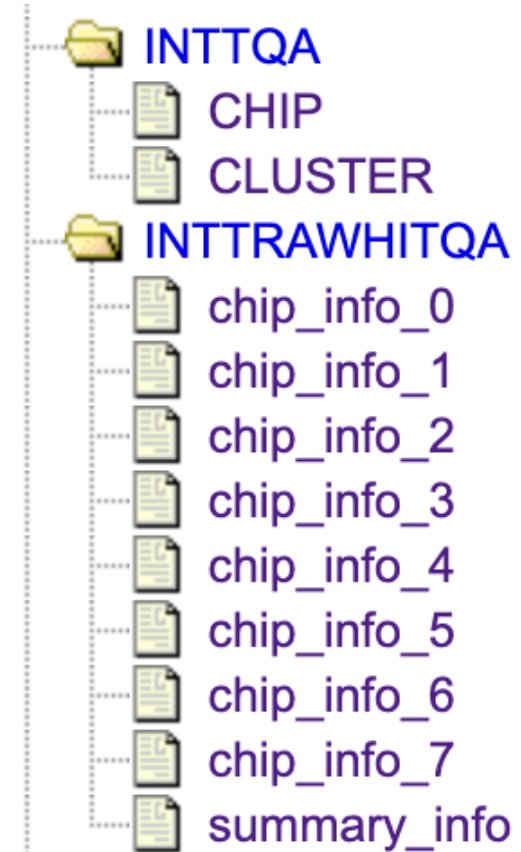 INTTQA
CHIP
CLUSTER
INTTRAWHITQA
chip_info_0
chip_info_1
chip_info_2
chip_info_3
chip_info_4
chip_info_5
chip_info_6
chip_info_7
summary_info